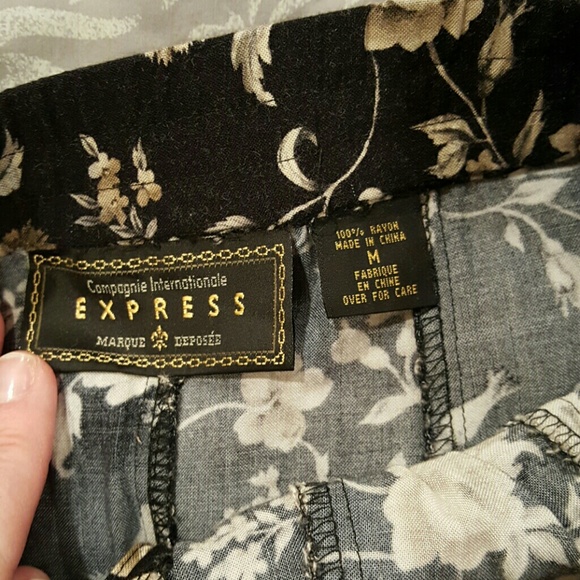 Compagnie Internationale
EXPRESS
MARQUE DEPOSÉE
100% RAYON
MADE IN CHINA
M
FABRIQUE
EN CHINE
OVER FOR CARE